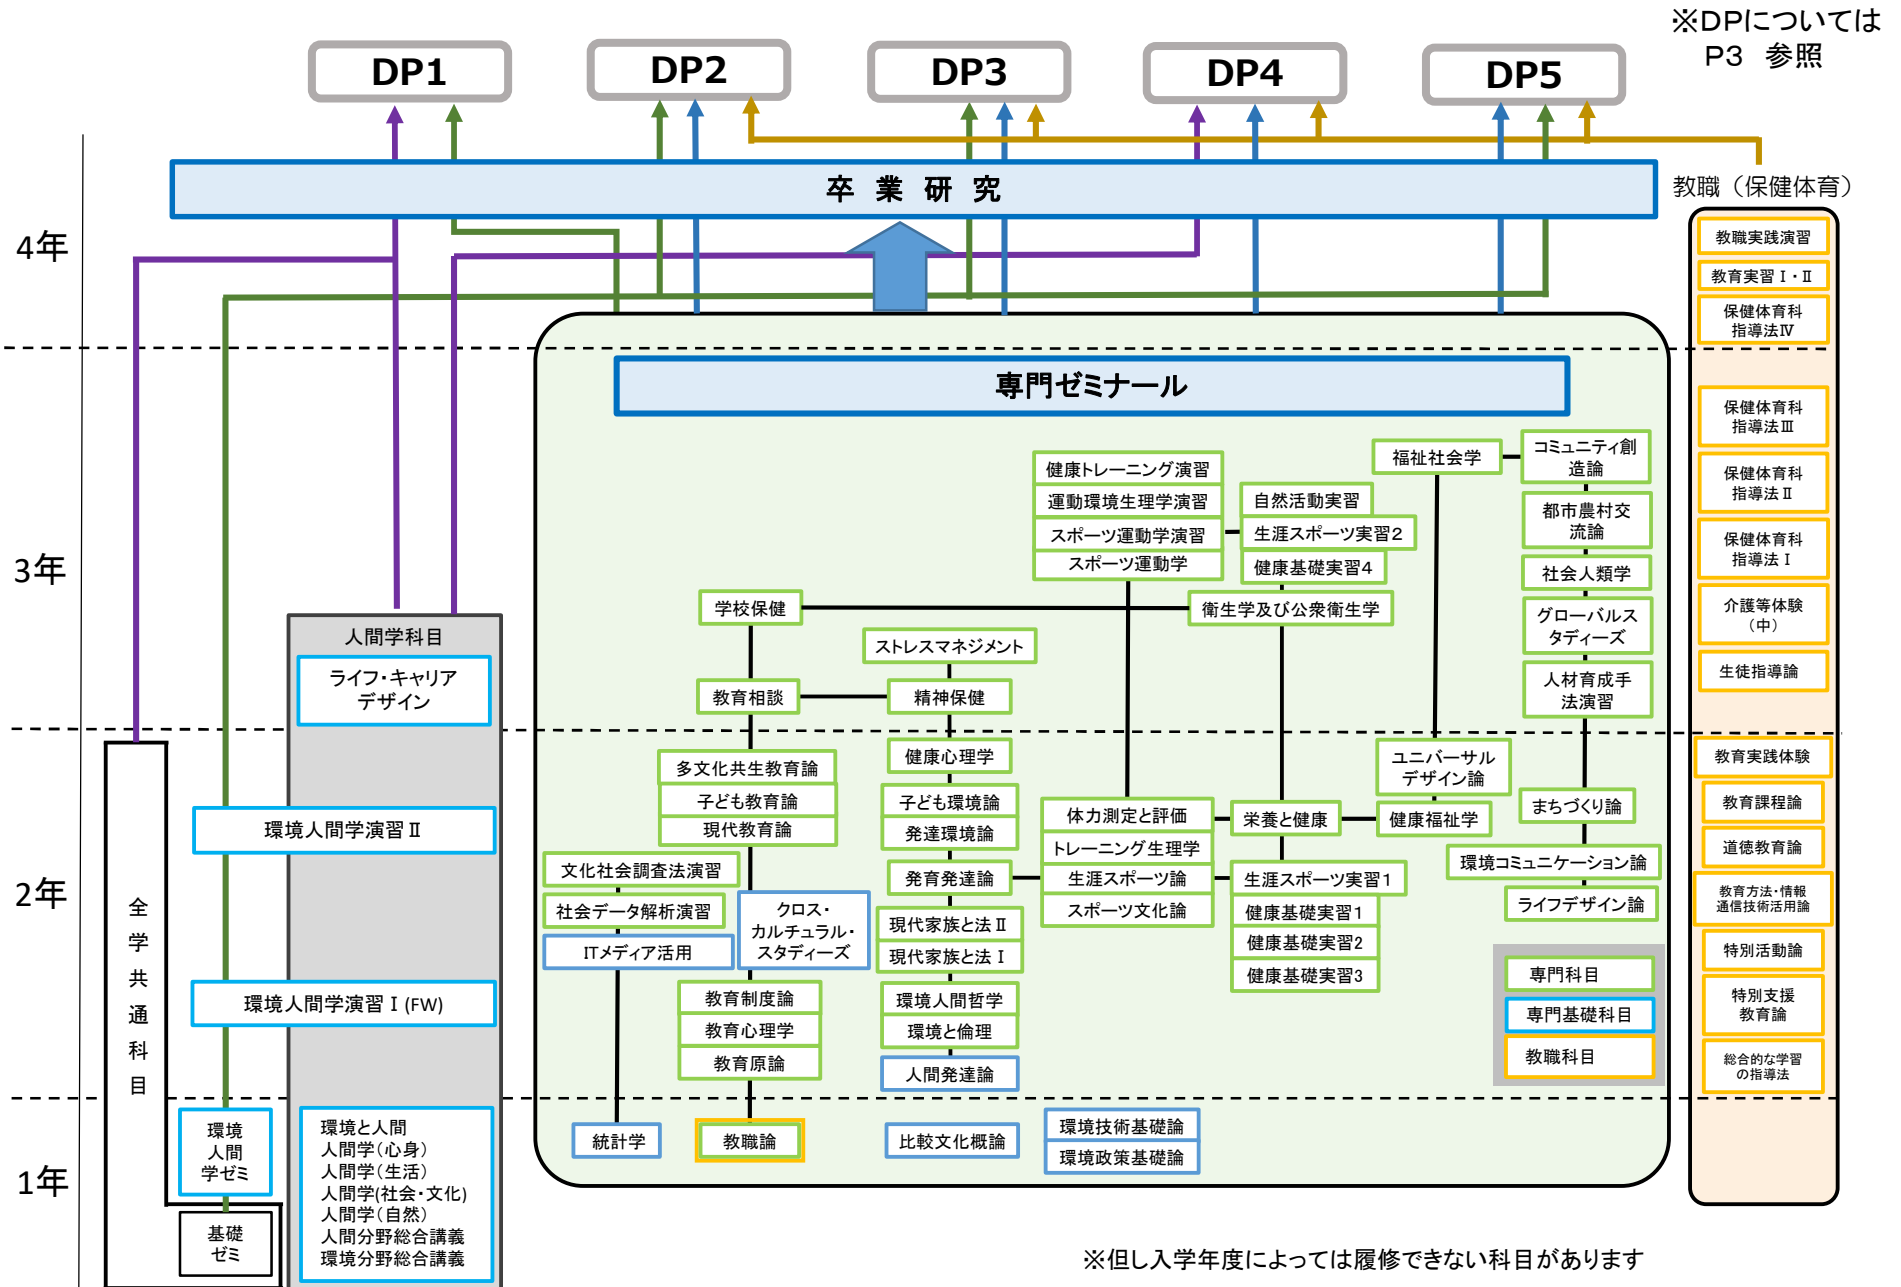 ※DPについては
P3 参照
DP1
DP2
DP3
DP4
DP5
卒 業 研 究
教職（保健体育）
4年
教職実践演習
教育実習Ⅰ・Ⅱ
保健体育科
指導法Ⅳ
専門ゼミナール
3年
保健体育科
指導法Ⅲ
保健体育科
指導法Ⅱ
保健体育科
指導法Ⅰ
介護等体験
（中）
生徒指導論
福祉社会学
コミュニティ創
造論
都市農村交
流論
社会人類学
グローバルス
タディーズ
人材育成手
法演習
健康トレーニング演習
運動環境生理学演習
スポーツ運動学演習
スポーツ運動学
自然活動実習
生涯スポーツ実習2
健康基礎実習4
学校保健
衛生学及び公衆衛生学
ストレスマネジメント
教育相談
精神保健
人間学科目
ライフ・キャリア
デザイン
2年
全学共通科目
環境人間学演習Ⅱ
環境人間学演習Ⅰ(FW)
多文化共生教育論
子ども教育論
現代教育論
健康心理学
子ども環境論
発達環境論
発育発達論
体力測定と評価
トレーニング生理学
生涯スポーツ論
スポーツ文化論
栄養と健康
生涯スポーツ実習1
健康基礎実習1
健康基礎実習2
健康基礎実習3
ユニバーサル
デザイン論
健康福祉学
まちづくり論
環境コミュニケーション論
ライフデザイン論
文化社会調査法演習
社会データ解析演習
ITメディア活用
クロス・
カルチュラル・
スタディーズ
現代家族と法Ⅱ
現代家族と法Ⅰ
教育制度論
教育心理学
教育原論
環境人間哲学
環境と倫理
人間発達論
専門科目
専門基礎科目
教職科目
教育実践体験
教育課程論
道徳教育論
教育方法・情報
通信技術活用論
特別活動論
特別支援
教育論
総合的な学習
の指導法
1年
環境
人間
学ゼミ
基礎
ゼミ
環境と人間
人間学（心身）
人間学（生活）
人間学(社会・文化)
人間学（自然）
人間分野総合講義
環境分野総合講義
統計学
教職論
比較文化概論
環境技術基礎論
環境政策基礎論
※但し入学年度によっては履修できない科目があります